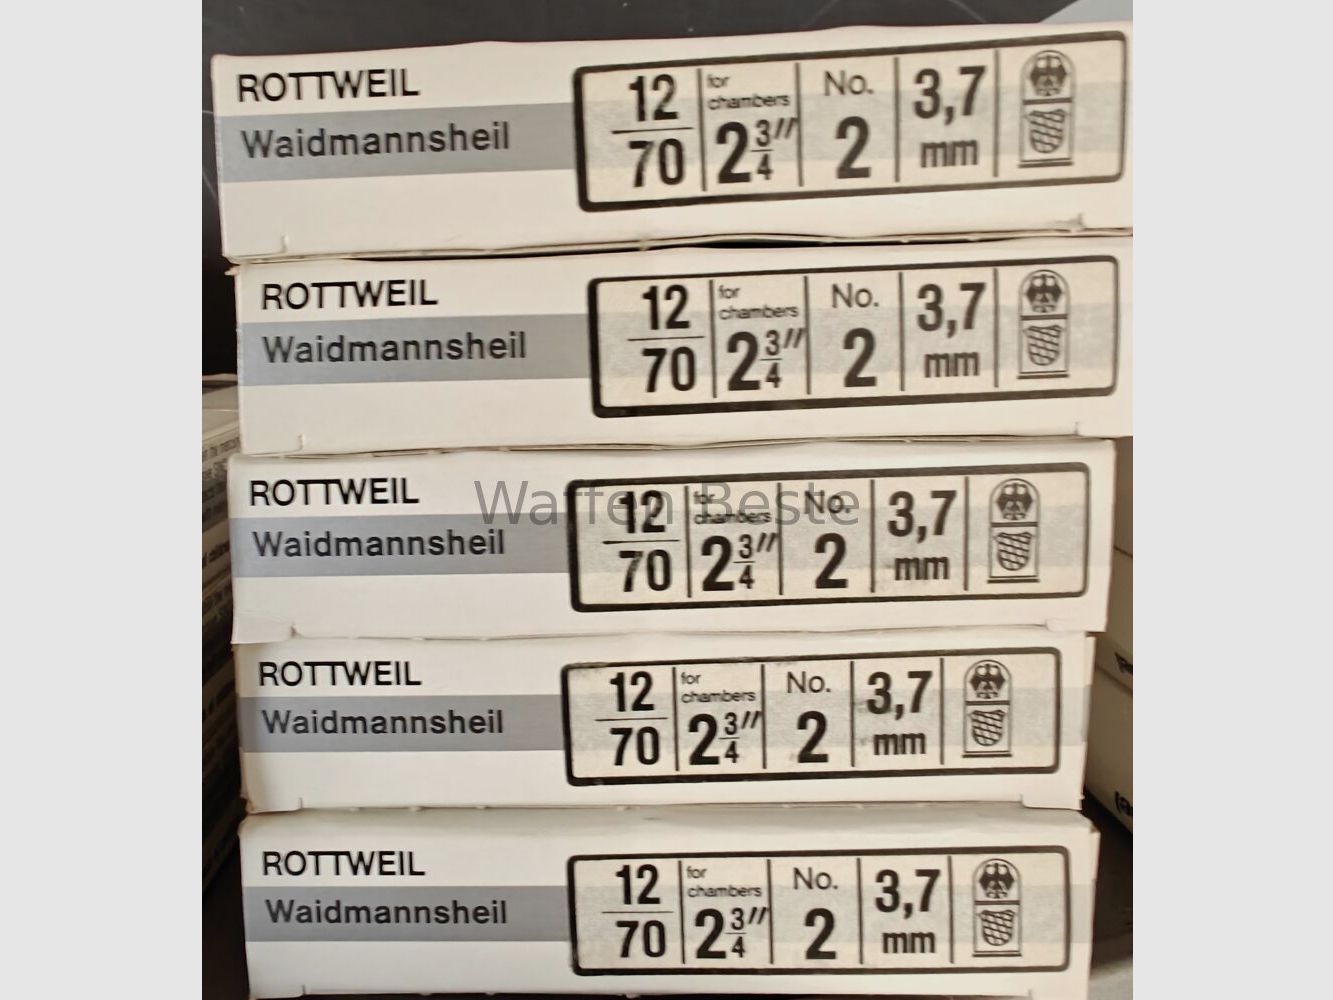 ROTTWEIL
Waidmannsheil
12
70
for
chambers
2 3/4"
No.
2
3,7
mm
ROTTWEIL
Waidmannsheil
12
70
for
chambers
2 3/4"
No.
2
3,7
mm
ROTTWEIL
Waidmannsheil
12
70
for
chambers
2 3/4"
No.
2
3,7
mm
Waffen Beste
ROTTWEIL
Waidmannsheil
12
70
for
chambers
2 3/4"
No.
2
3,7
mm
ROTTWEIL
Waidmannsheil
12
70
for
chambers
2 3/4"
No.
2
3,7
mm